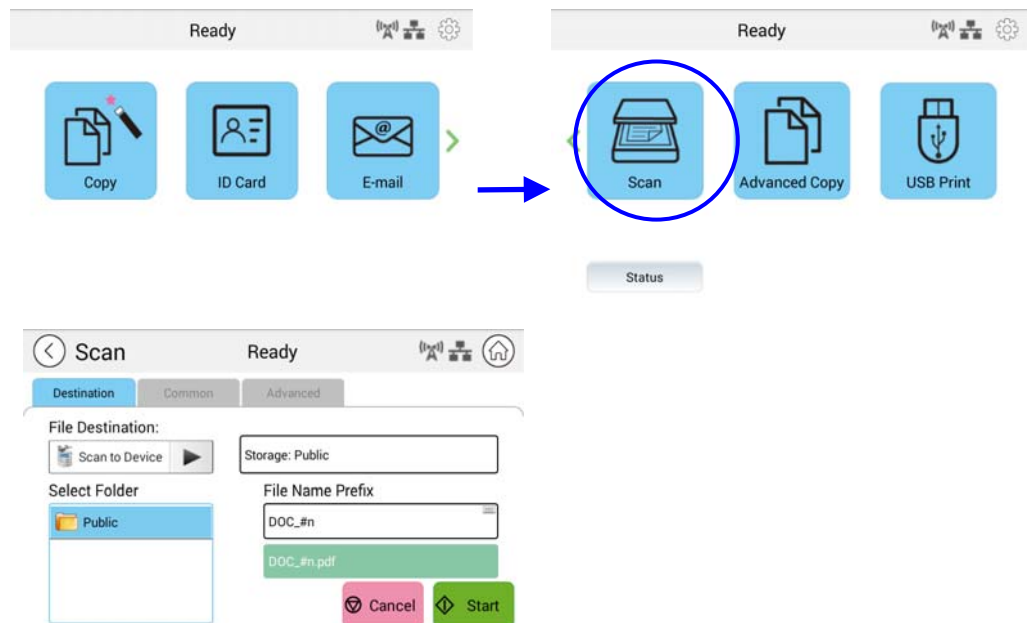 Ready
Ready
Copy
ID Card
@
E-mail
Scan
Advanced Copy
USB Print
Status
Scan
Ready
Destination
Common
Advanced
File Destination:
Scan to Device
Storage: Public
Select Folder
File Name Prefix
Public
DOC_#n
DOC_#n.pdf
Cancel
Start